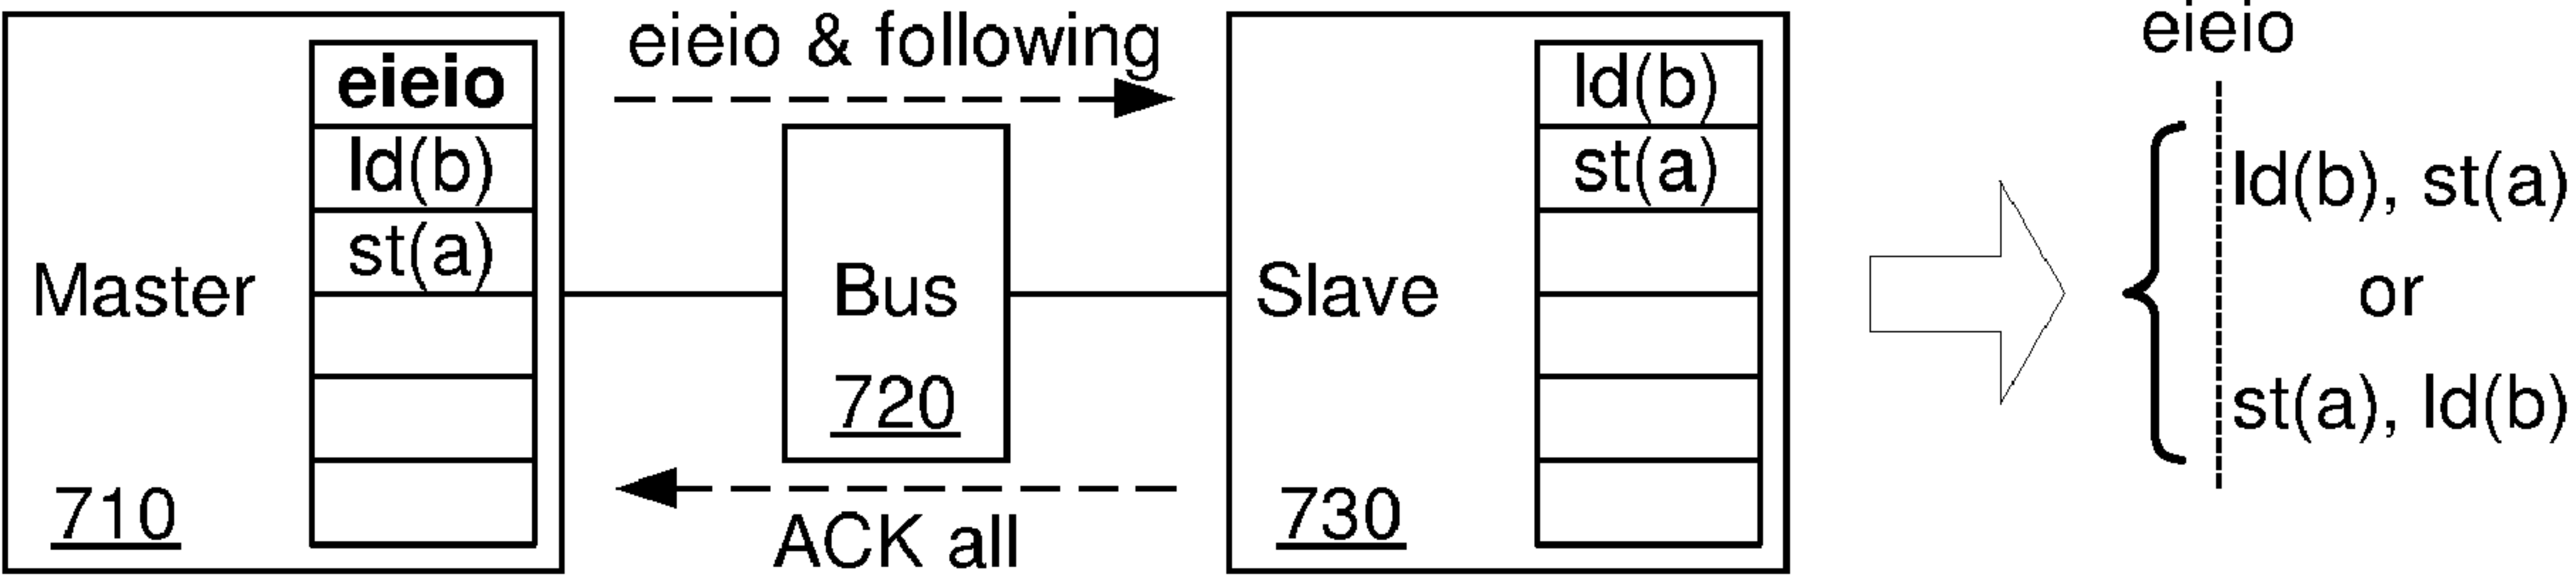 eieio & following
eieio
eieio
ld(b)
st(a)
Master
710
Bus
720
ACK all
ld(b)
st(a)
Slave
730
ld(b), st(a)
or
st(a), ld(b)